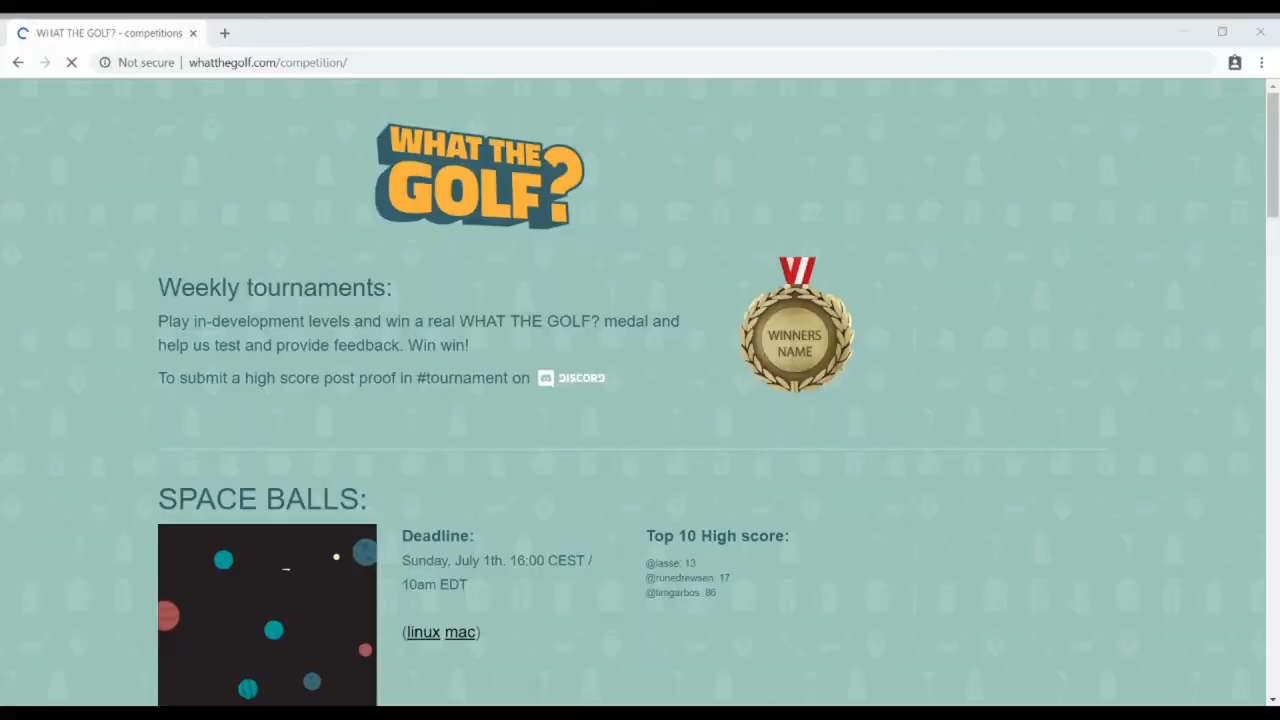 WHAT THE GOLF? - competitions
Not secure | whatthegolf.com/competition/
WHAT THE
GOLF?
Weekly tournaments:
Play in-development levels and win a real WHAT THE GOLF? medal and
help us test and provide feedback. Win win!
To submit a high score post proof in #tournament on DISCORD
WINNERS
NAME
SPACE BALLS:
Deadline:
Sunday, July 1th. 16:00 CEST /
10am EDT
(linux mac)
Top 10 High score:
@lasse: 13
@runedrewsen: 17
@timgarbos: 86